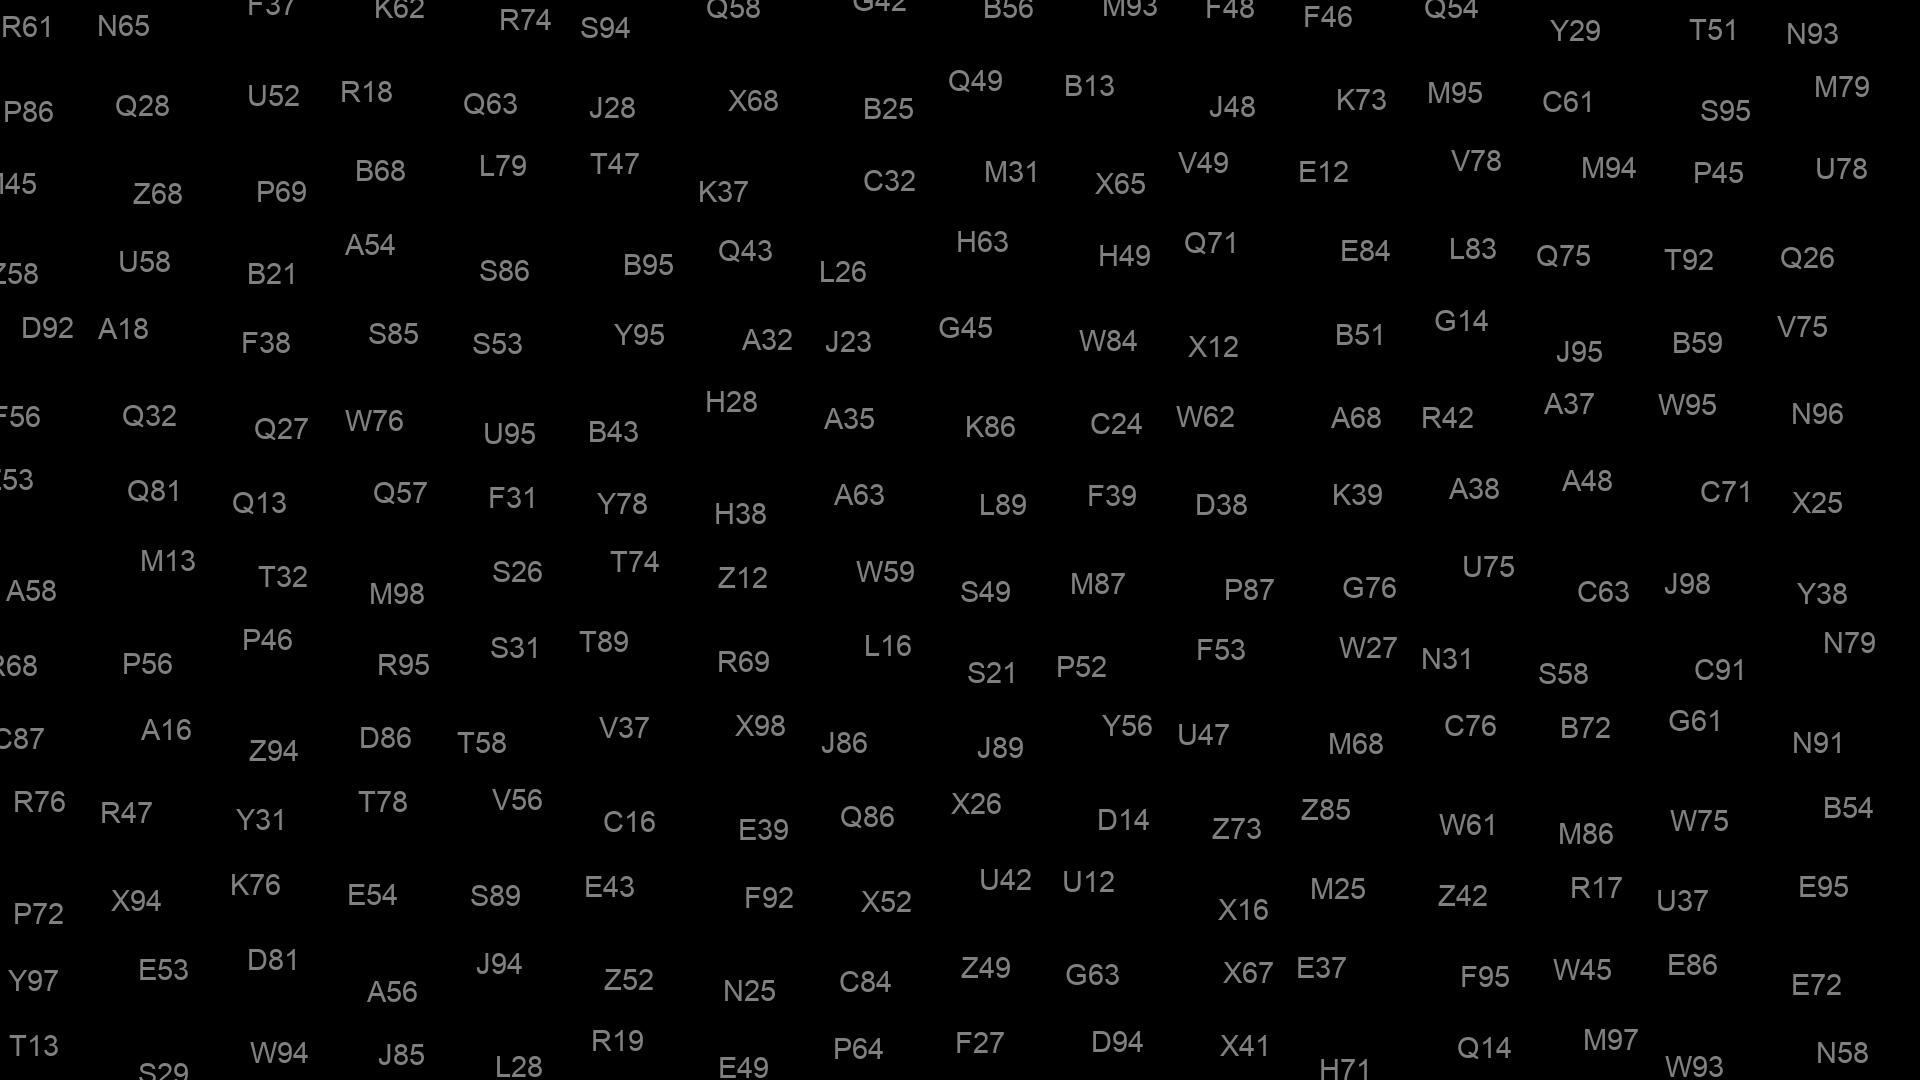 R61 N65 F37 K62 R74 S94 Q58 G42 B56 M93 F48 F46 Q54 Y29 T51 N93
P86 Q28 U52 R18 Q63 J28 X68 B25 Q49 B13 J48 K73 M95 C61 S95 M79
Z68 P69 B68 L79 T47 K37 C32 M31 X65 V49 E12 V78 M94 P45 U78
Z58 U58 B21 A54 S86 B95 Q43 L26 H63 H49 Q71 E84 L83 Q75 T92 Q26
D92 A18 F38 S85 S53 Y95 A32 J23 G45 W84 X12 B51 G14 J95 B59 V75
F56 Q32 Q27 W76 U95 B43 H28 A35 K86 C24 W62 A68 R42 A37 W95 N96
Q81 Q13 Q57 F31 Y78 H38 A63 L89 F39 D38 K39 A38 A48 C71 X25
A58 M13 T32 M98 S26 T74 Z12 W59 S49 M87 P87 G76 U75 C63 J98 Y38
R68 P56 P46 R95 S31 T89 R69 L16 S21 P52 F53 W27 N31 S58 C91 N79
C87 A16 Z94 D86 T58 V37 X98 J86 J89 Y56 U47 M68 C76 B72 G61 N91
R76 R47 Y31 T78 V56 C16 E39 Q86 X26 D14 Z73 Z85 W61 M86 W75 B54
P72 X94 K76 E54 S89 E43 F92 X52 U42 U12 X16 M25 Z42 R17 U37 E95
Y97 E53 D81 A56 J94 Z52 N25 C84 Z49 G63 X67 E37 F95 W45 E86 E72
T13 S29 W94 J85 L28 R19 E49 P64 F27 D94 X41 H71 Q14 M97 W93 N58